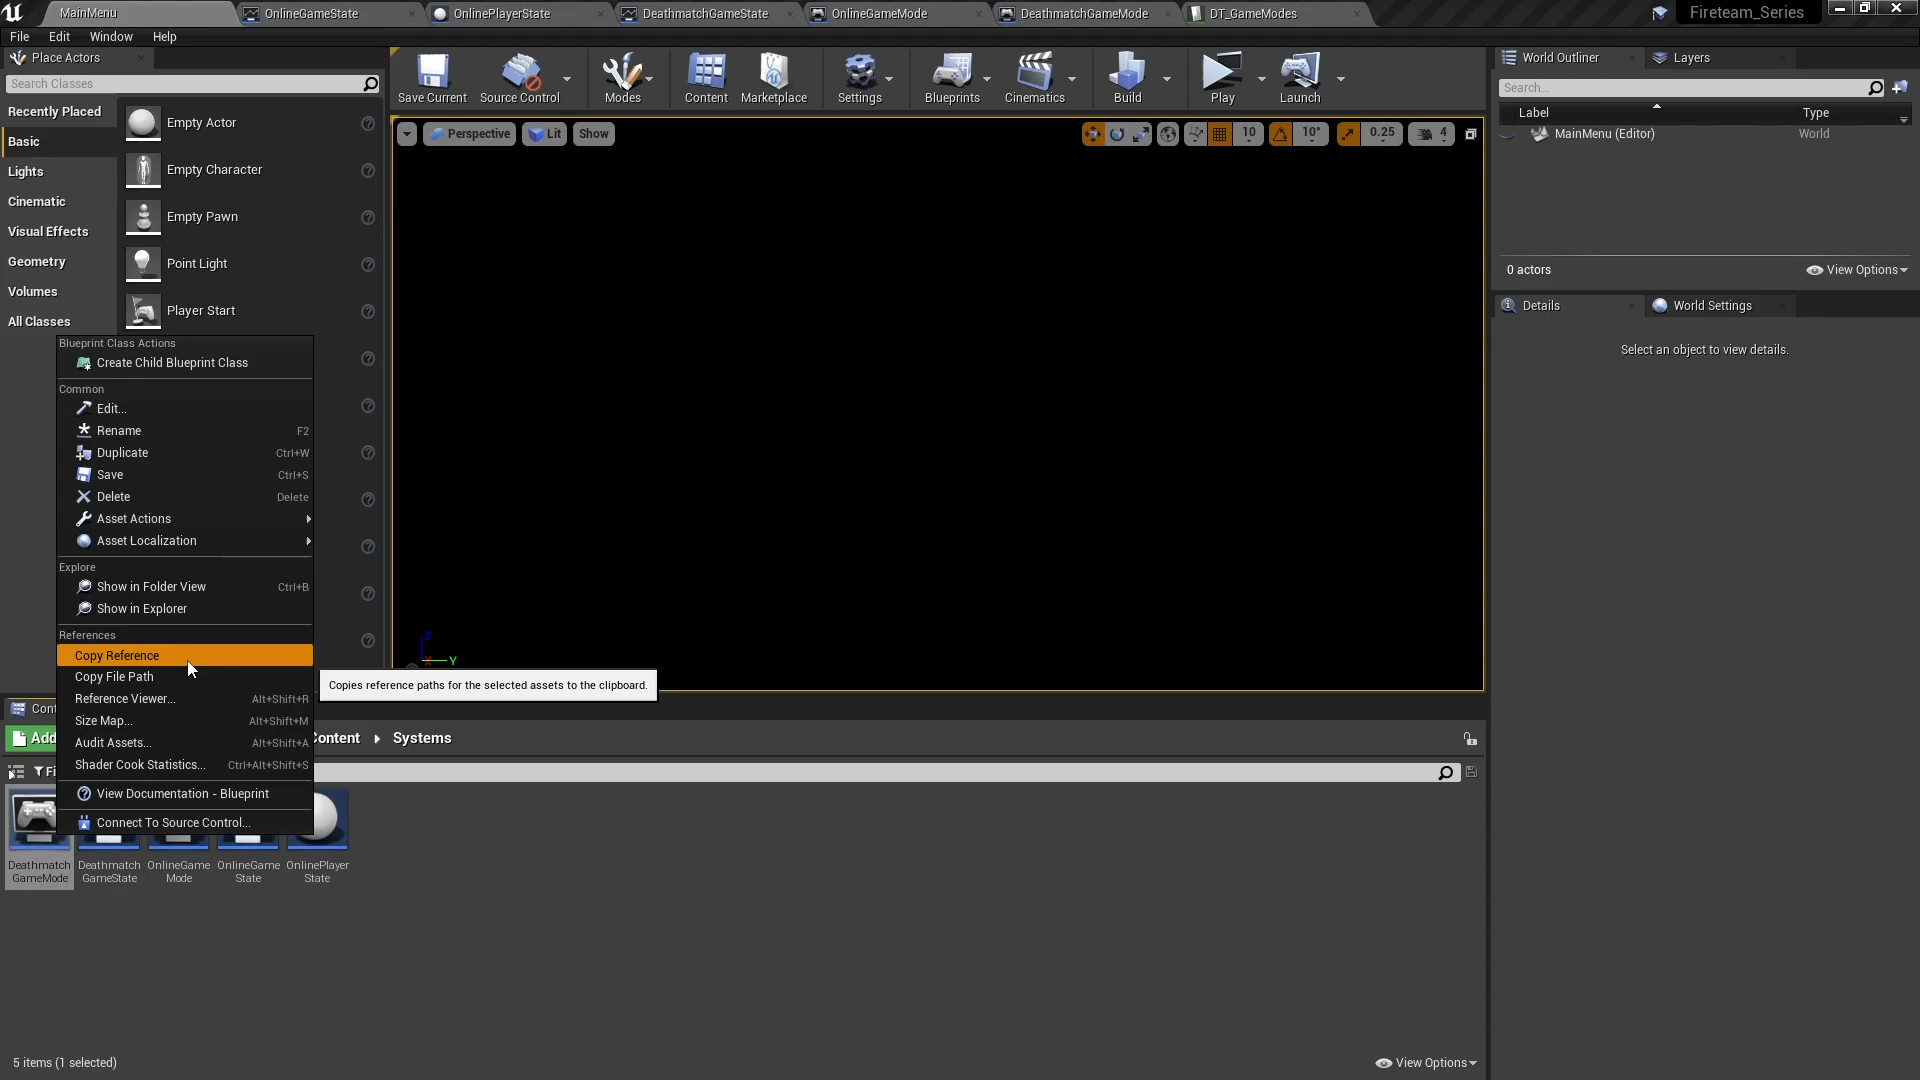 MainMenu
OnlineGameState
OnlinePlayerState
DeathmatchGameState
OnlineGameMode
DeathmatchGameMode
DT_GameModes
Fireteam_Series
File Edit Window Help
Place Actors
Search Classes
Recently Placed
Basic
Lights
Cinematic
Visual Effects
Geometry
Volumes
All Classes
Empty Actor
Empty Character
Empty Pawn
Point Light
Player Start
Save Current
Source Control
Modes
Content
Marketplace
Settings
Blueprints
Cinematics
Build
Play
Launch
Perspective
Lit
Show
10
10°
0.25
4
World Outliner
Layers
Search...
Label
Type
MainMenu (Editor)
World
0 actors
View Options
Details
World Settings
Select an object to view details.
Blueprint Class Actions
Create Child Blueprint Class
Common
Edit...
Rename F2
Duplicate Ctrl+W
Save Ctrl+S
Delete Delete
Asset Actions
Asset Localization
Explore
Show in Folder View Ctrl+B
Show in Explorer
References
Copy Reference
Copy File Path
Reference Viewer... Alt+Shift+R
Size Map... Alt+Shift+M
Audit Assets... Alt+Shift+A
Shader Cook Statistics... Ctrl+Alt+Shift+S
View Documentation - Blueprint
Connect To Source Control...
Copies reference paths for the selected assets to the clipboard.
Z
X
Y
Cont
Add
Content
Systems
Fi
Deathmatch
GameMode
Deathmatch
GameState
OnlineGame
Mode
OnlineGame
State
OnlinePlayer
State
5 items (1 selected)
View Options